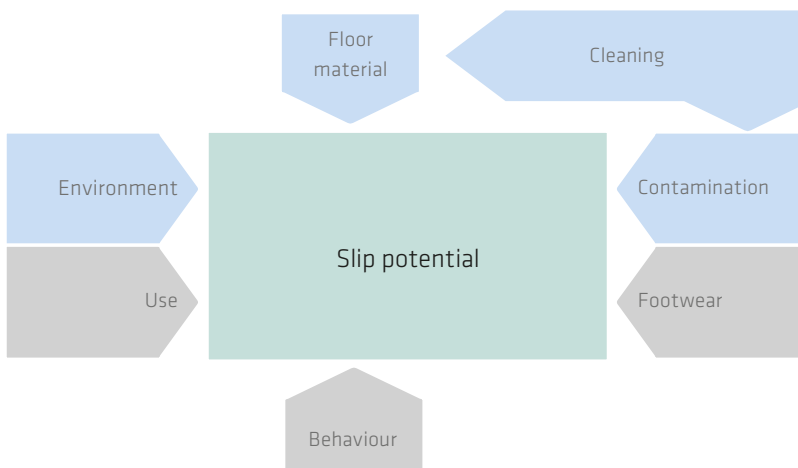 Floor
material
Cleaning
Environment
Contamination
Slip potential
Use
Footwear
Behaviour